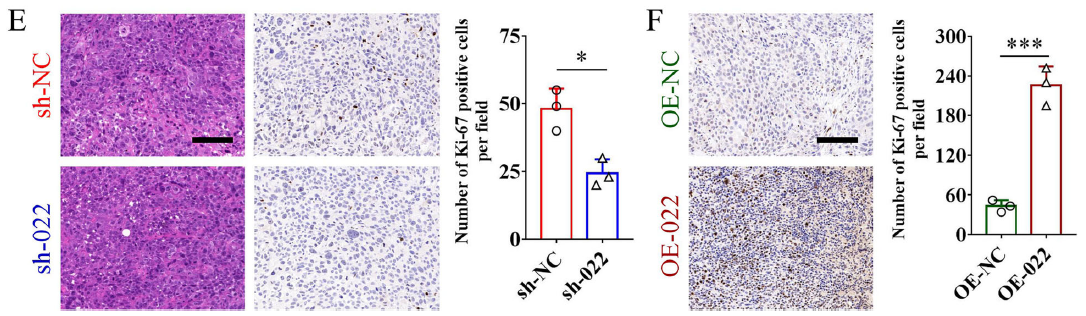 E
sh-NC
sh-022
Number of Ki-67 positive cells
per field
75
50
25
0
*
sh-NC
sh-022
F
OE-NC
OE-022
Number of Ki-67 positive cells
per field
300
240
180
120
60
0
***
OE-NC
OE-022